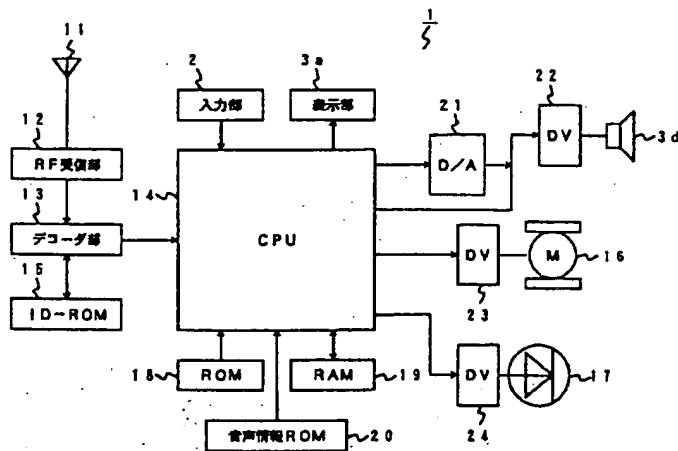 1
11
2
3a
22
入力部
表示部
21
DV
12
D/A
3d
RF受信部
13
14
デコーダ部
CPU
DV
M
16
15
23
ID-ROM
ROM
RAM
DV
18
19
17
音声情報ROM
20
24